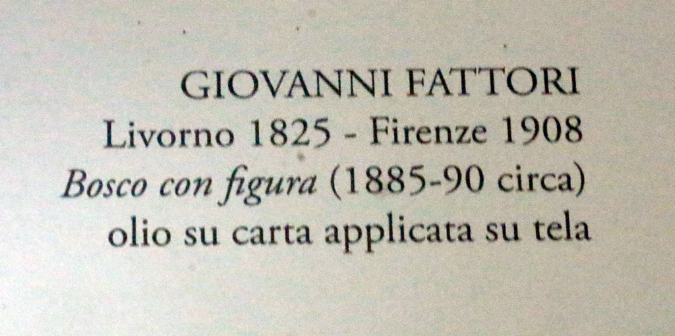 GIOVANNI FATTORI
Livorno 1825 - Firenze 1908
Bosco con figura (1885-90 circa)
olio su carta applicata su tela